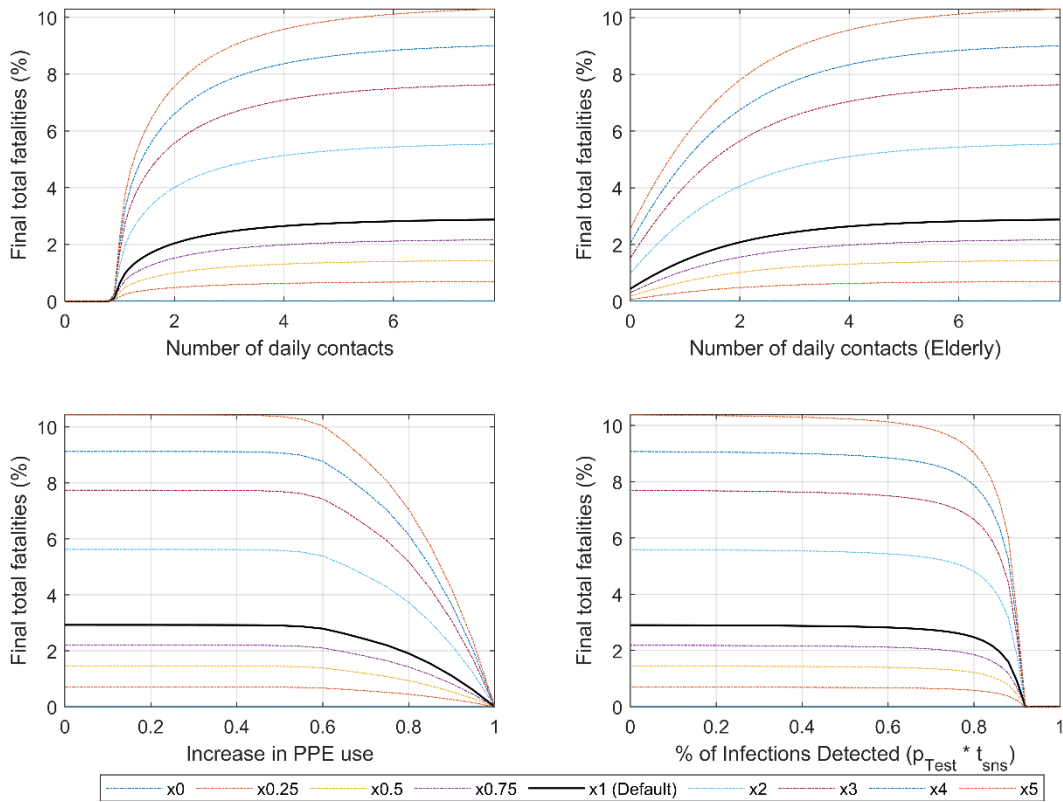 10
8
6
4
2
0
Final total fatalities (%)
0 2 4 6
Number of daily contacts
10
8
6
4
2
0
Final total fatalities (%)
0 2 4 6
Number of daily contacts (Elderly)
10
8
6
4
2
0
Final total fatalities (%)
0 0.2 0.4 0.6 0.8 1
Increase in PPE use
10
8
6
4
2
0
Final total fatalities (%)
0 0.2 0.4 0.6 0.8 1
% of Infections Detected (p_Test * t_sns)
x0 x0.25 x0.5 x0.75 x1 (Default) x2 x3 x4 x5